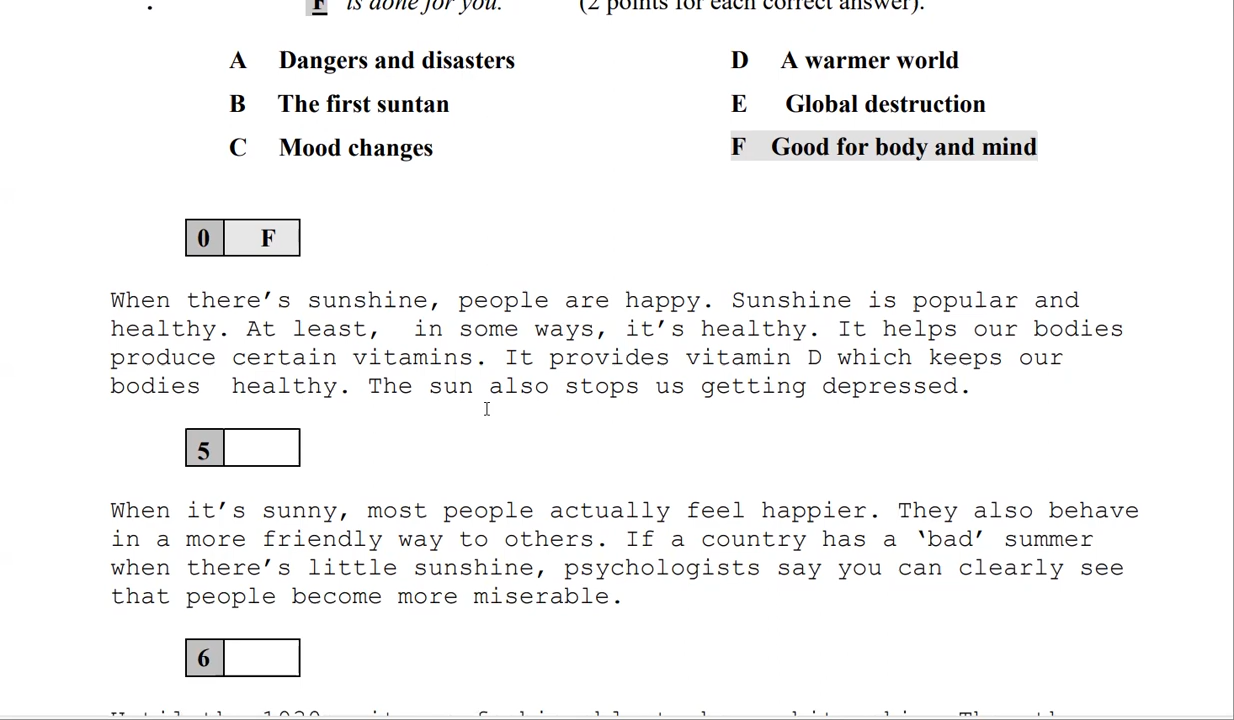 F is done for you. (2 points for each correct answer).
A Dangers and disasters D A warmer world
B The first suntan E Global destruction
C Mood changes F Good for body and mind
0 F
When there’s sunshine, people are happy. Sunshine is popular and
healthy. At least, in some ways, it’s healthy. It helps our bodies
produce certain vitamins. It provides vitamin D which keeps our
bodies healthy. The sun also stops us getting depressed.
5
When it’s sunny, most people actually feel happier. They also behave
in a more friendly way to others. If a country has a ‘bad’ summer
when there’s little sunshine, psychologists say you can clearly see
that people become more miserable.
6